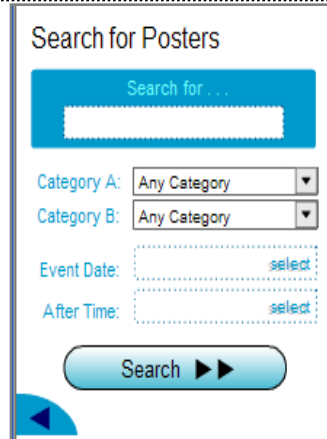 Search for Posters
Search for . . .
Category A: Any Category
Category B: Any Category
Event Date: select
After Time: select
Search